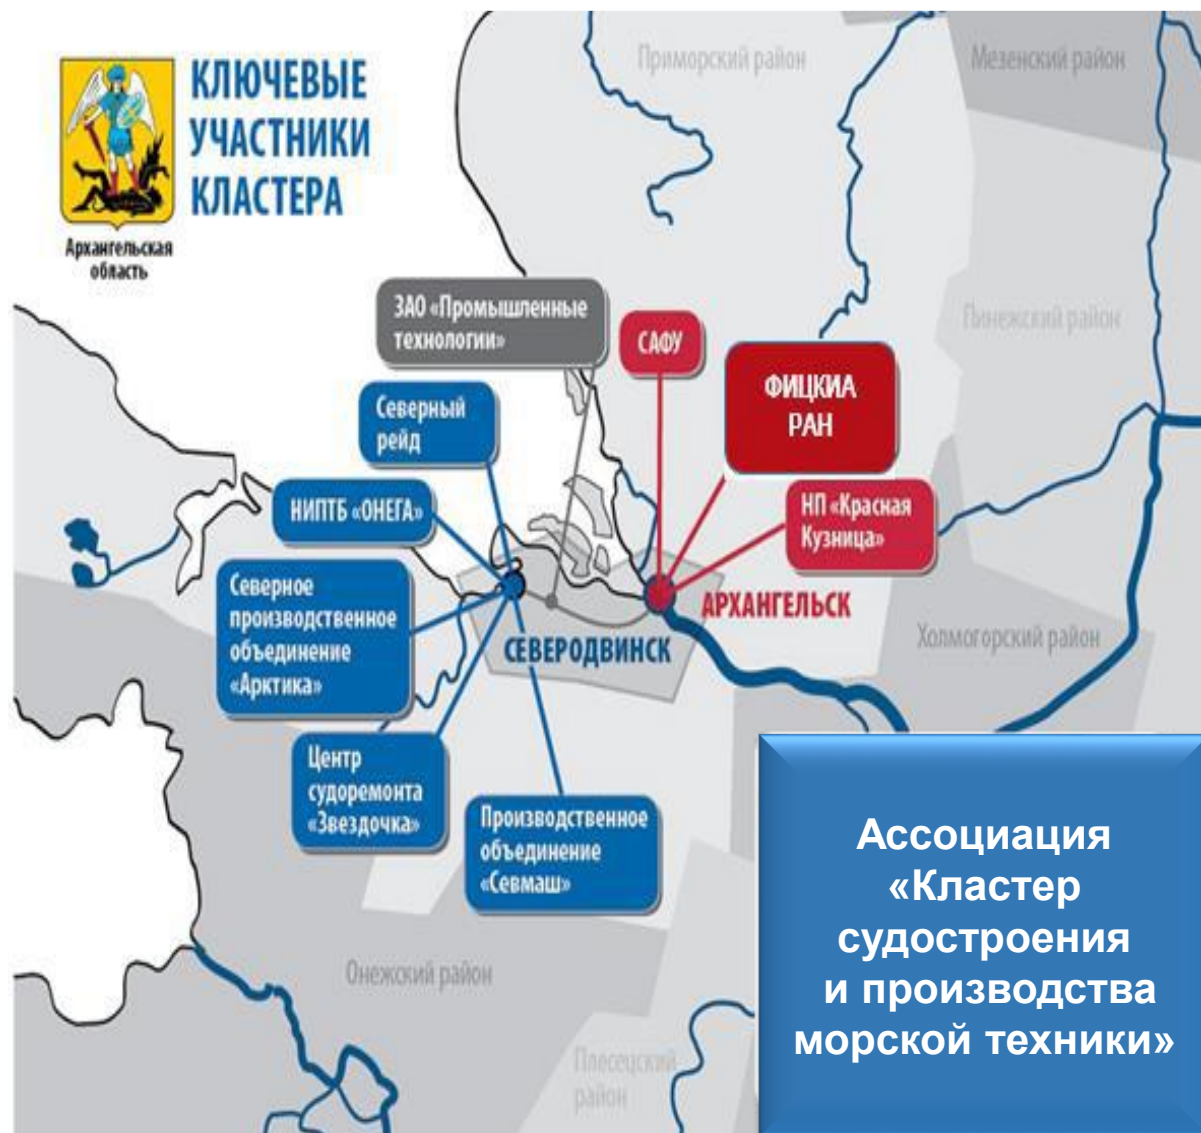 КЛЮЧЕВЫЕ
УЧАСТНИКИ
КЛАСТЕРА
Архангельская
область
Приморский район
Мезенский район
Пинежский район
ЗАО «Промышленные
технологии»
САФУ
ФИЦКИА
РАН
Северный
рейд
НИПТБ «ОНЕГА»
НП «Красная
Кузница»
Северное
производственное
объединение
«Арктика»
АРХАНГЕЛЬСК
СЕВЕРОДВИНСК
Холмогорский район
Центр
судоремонта
«Звездочка»
Производственное
объединение
«Севмаш»
Онежский район
Плесецский
район
Ассоциация
«Кластер
судостроения
и производства
морской техники»